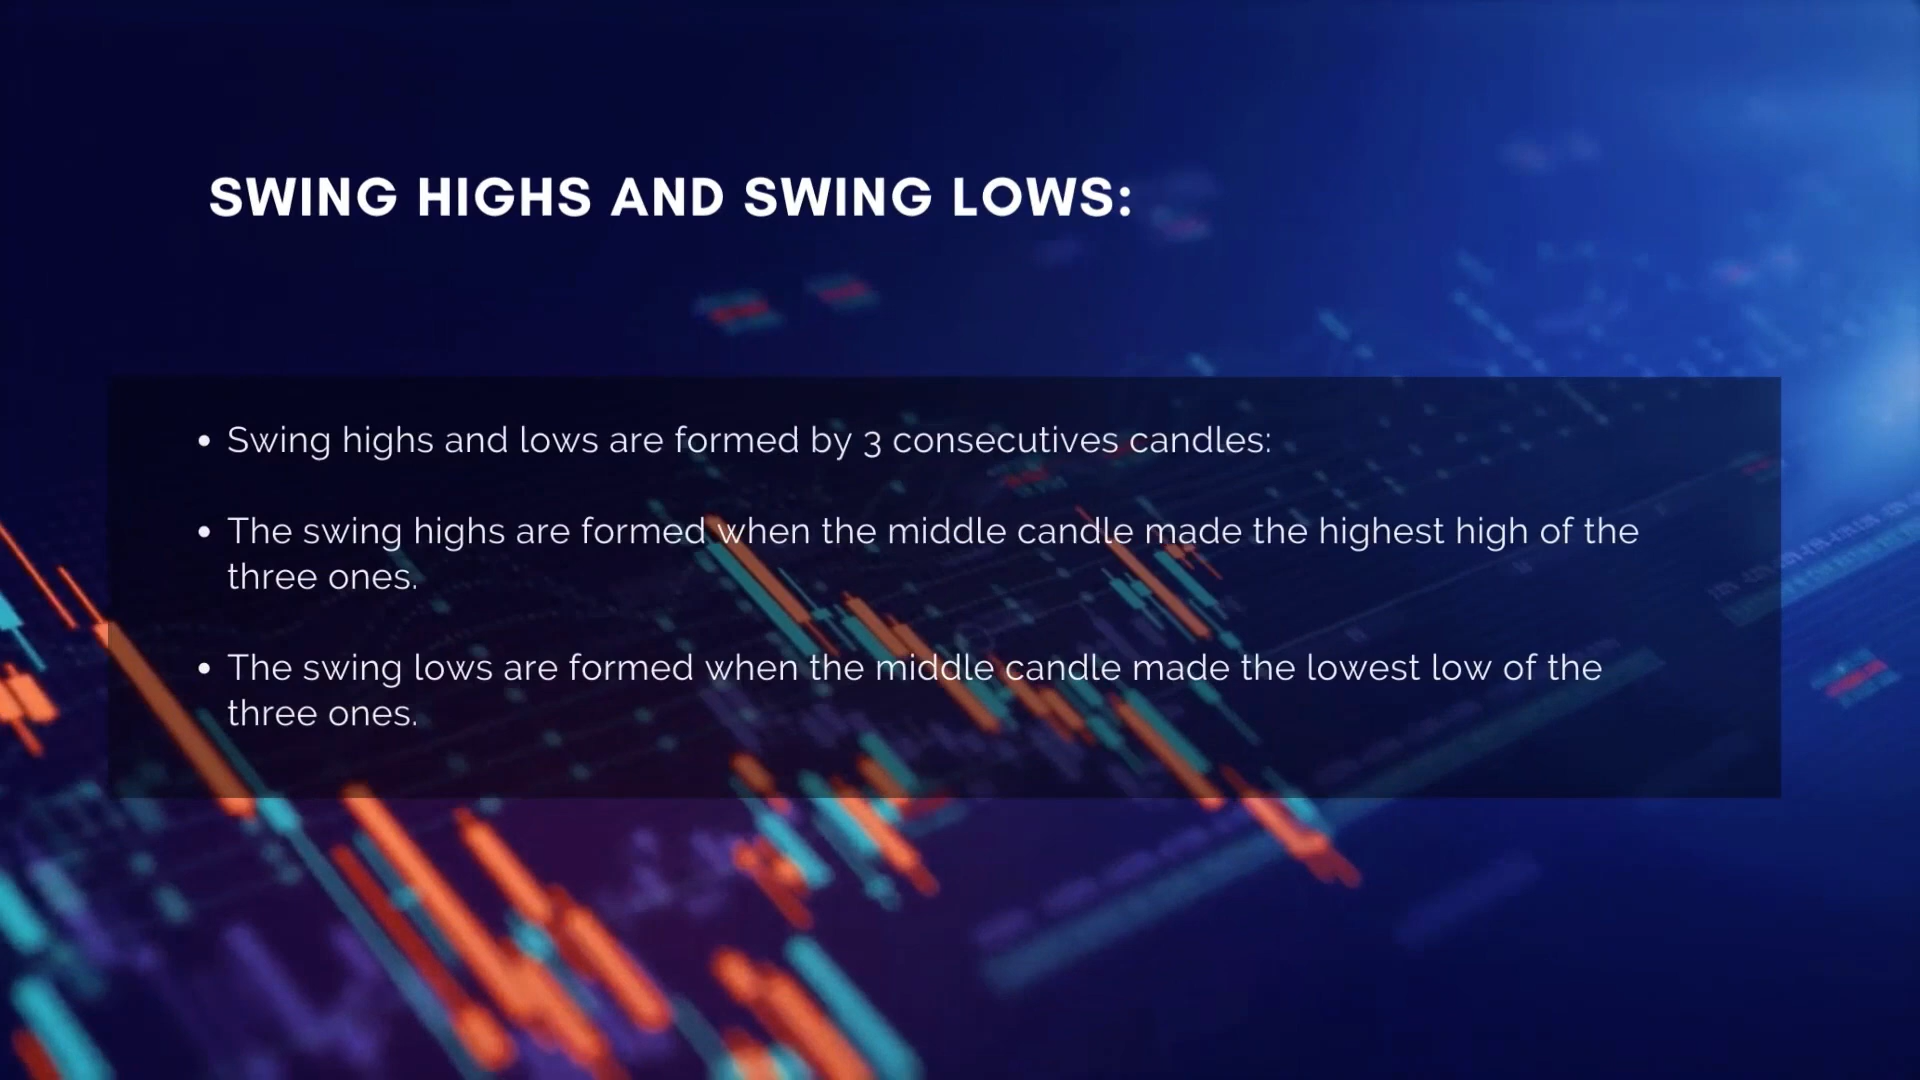 SWING HIGHS AND SWING LOWS:
• Swing highs and lows are formed by 3 consecutives candles:
• The swing highs are formed when the middle candle made the highest high of the
three ones.
• The swing lows are formed when the middle candle made the lowest low of the
three ones.